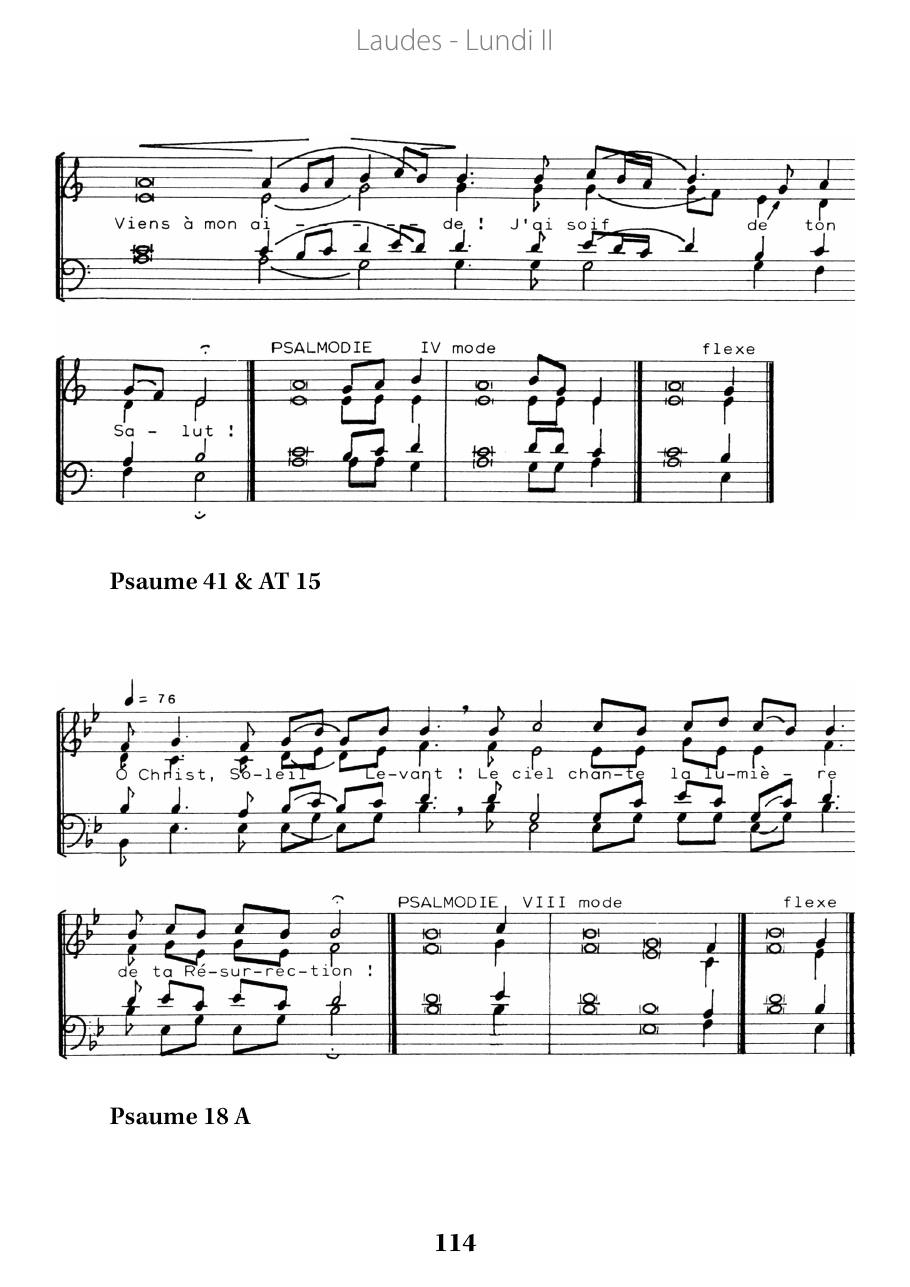 Laudes - Lundi II
Viens à mon ai - - - - de ! J'ai soif de ton
PSALMODIE IV mode flexe
Sa - lut !
Psaume 41 & AT 15
= 76
O Christ, So-leil Le-vant ! Le ciel chan-te la lu-miè - re
PSALMODIE VIII mode flexe
de ta Ré-sur-rec-tion !
Psaume 18 A
114